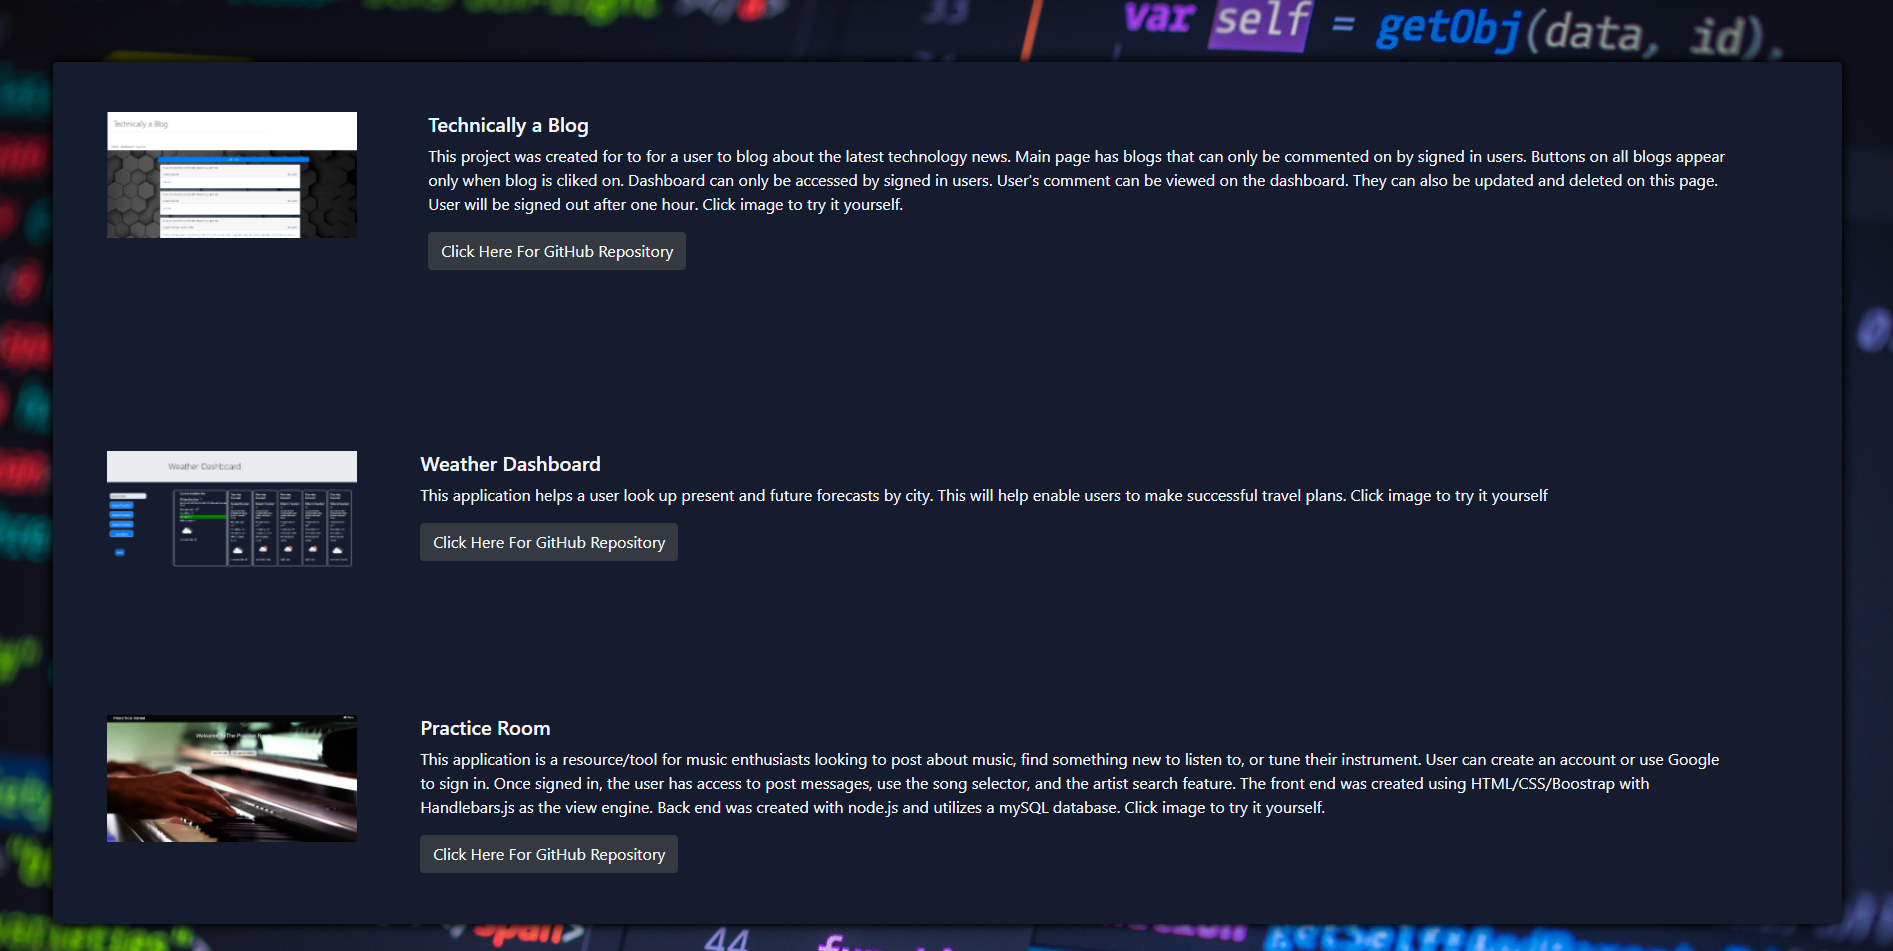 33
var self = getObj(data, id),
Technically a Blog
Technically a Blog
This project was created for to for a user to blog about the latest technology news. Main page has blogs that can only be commented on by signed in users. Buttons on all blogs appear
only when blog is cliked on. Dashboard can only be accessed by signed in users. User's comment can be viewed on the dashboard. They can also be updated and deleted on this page.
User will be signed out after one hour. Click image to try it yourself.
Click Here For GitHub Repository
Weather Dashboard
Weather Dashboard
This application helps a user look up present and future forecasts by city. This will help enable users to make successful travel plans. Click image to try it yourself
Click Here For GitHub Repository
Welcome To The Practice Room
Practice Room
This application is a resource/tool for music enthusiasts looking to post about music, find something new to listen to, or tune their instrument. User can create an account or use Google
to sign in. Once signed in, the user has access to post messages, use the song selector, and the artist search feature. The front end was created using HTML/CSS/Boostrap with
Handlebars.js as the view engine. Back end was created with node.js and utilizes a mySQL database. Click image to try it yourself.
Click Here For GitHub Repository
span>
44